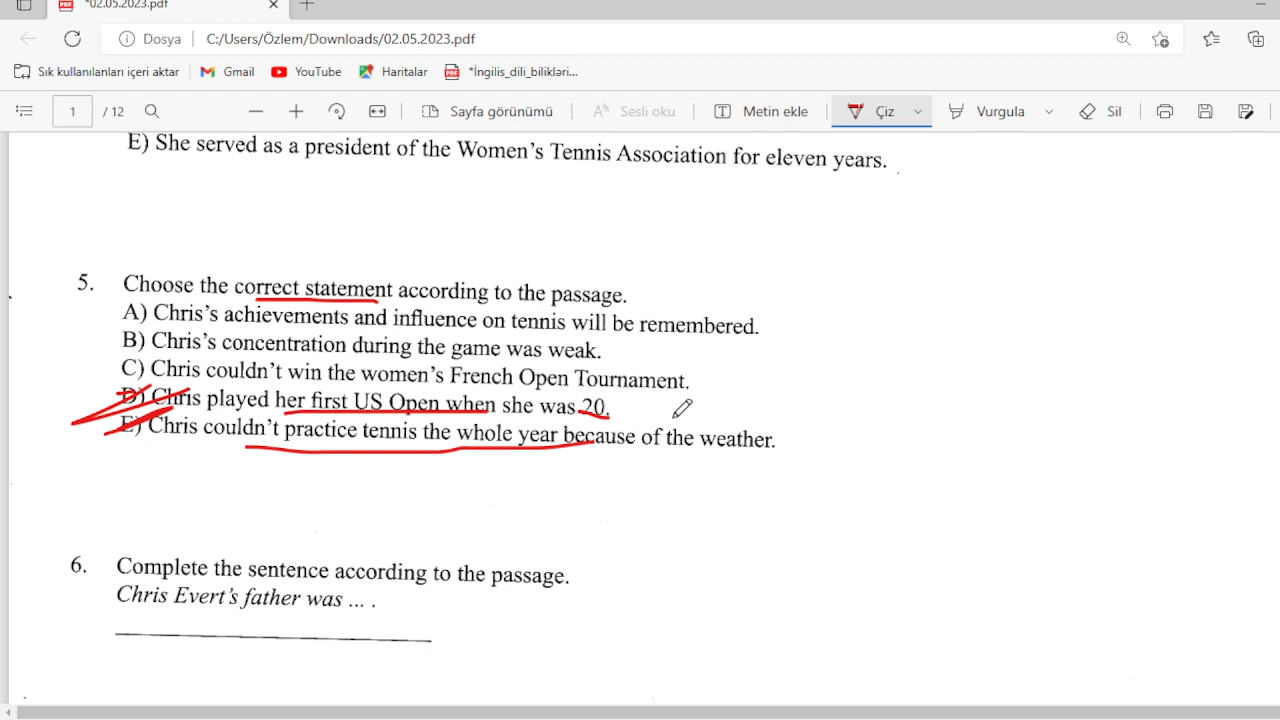 *02.05.2023.pdf
Dosya C:/Users/Özlem/Downloads/02.05.2023.pdf
Sık kullanılanları içeri aktar Gmail YouTube Haritalar *İngilis_dili_bilikləri...
1 / 12 Sayfa görünümü Sesli oku Metin ekle Çiz Vurgula Sil
E) She served as a president of the Women's Tennis Association for eleven years.
5. Choose the correct statement according to the passage.
A) Chris's achievements and influence on tennis will be remembered.
B) Chris's concentration during the game was weak.
C) Chris couldn't win the women's French Open Tournament.
D) Chris played her first US Open when she was 20.
E) Chris couldn't practice tennis the whole year because of the weather.
6. Complete the sentence according to the passage.
Chris Evert's father was ... .